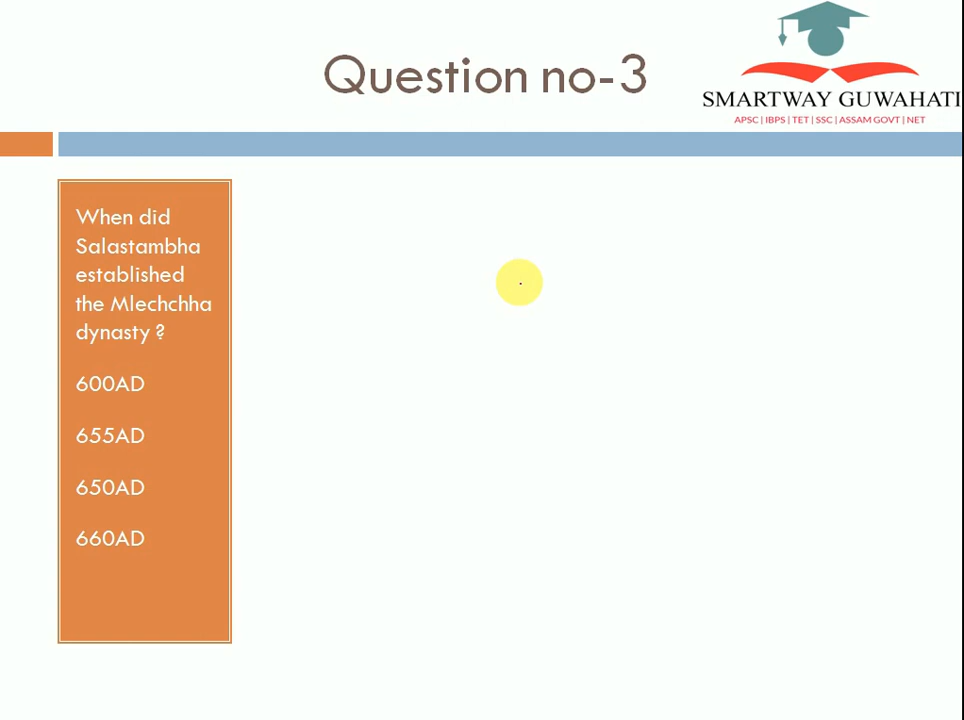 Question no-3
SMARTWAY GUWAHATI
APSC | IBPS | TET | SSC | ASSAM GOVT | NET
When did
Salastambha
established
the Mlechchha
dynasty ?
600AD
655AD
650AD
660AD